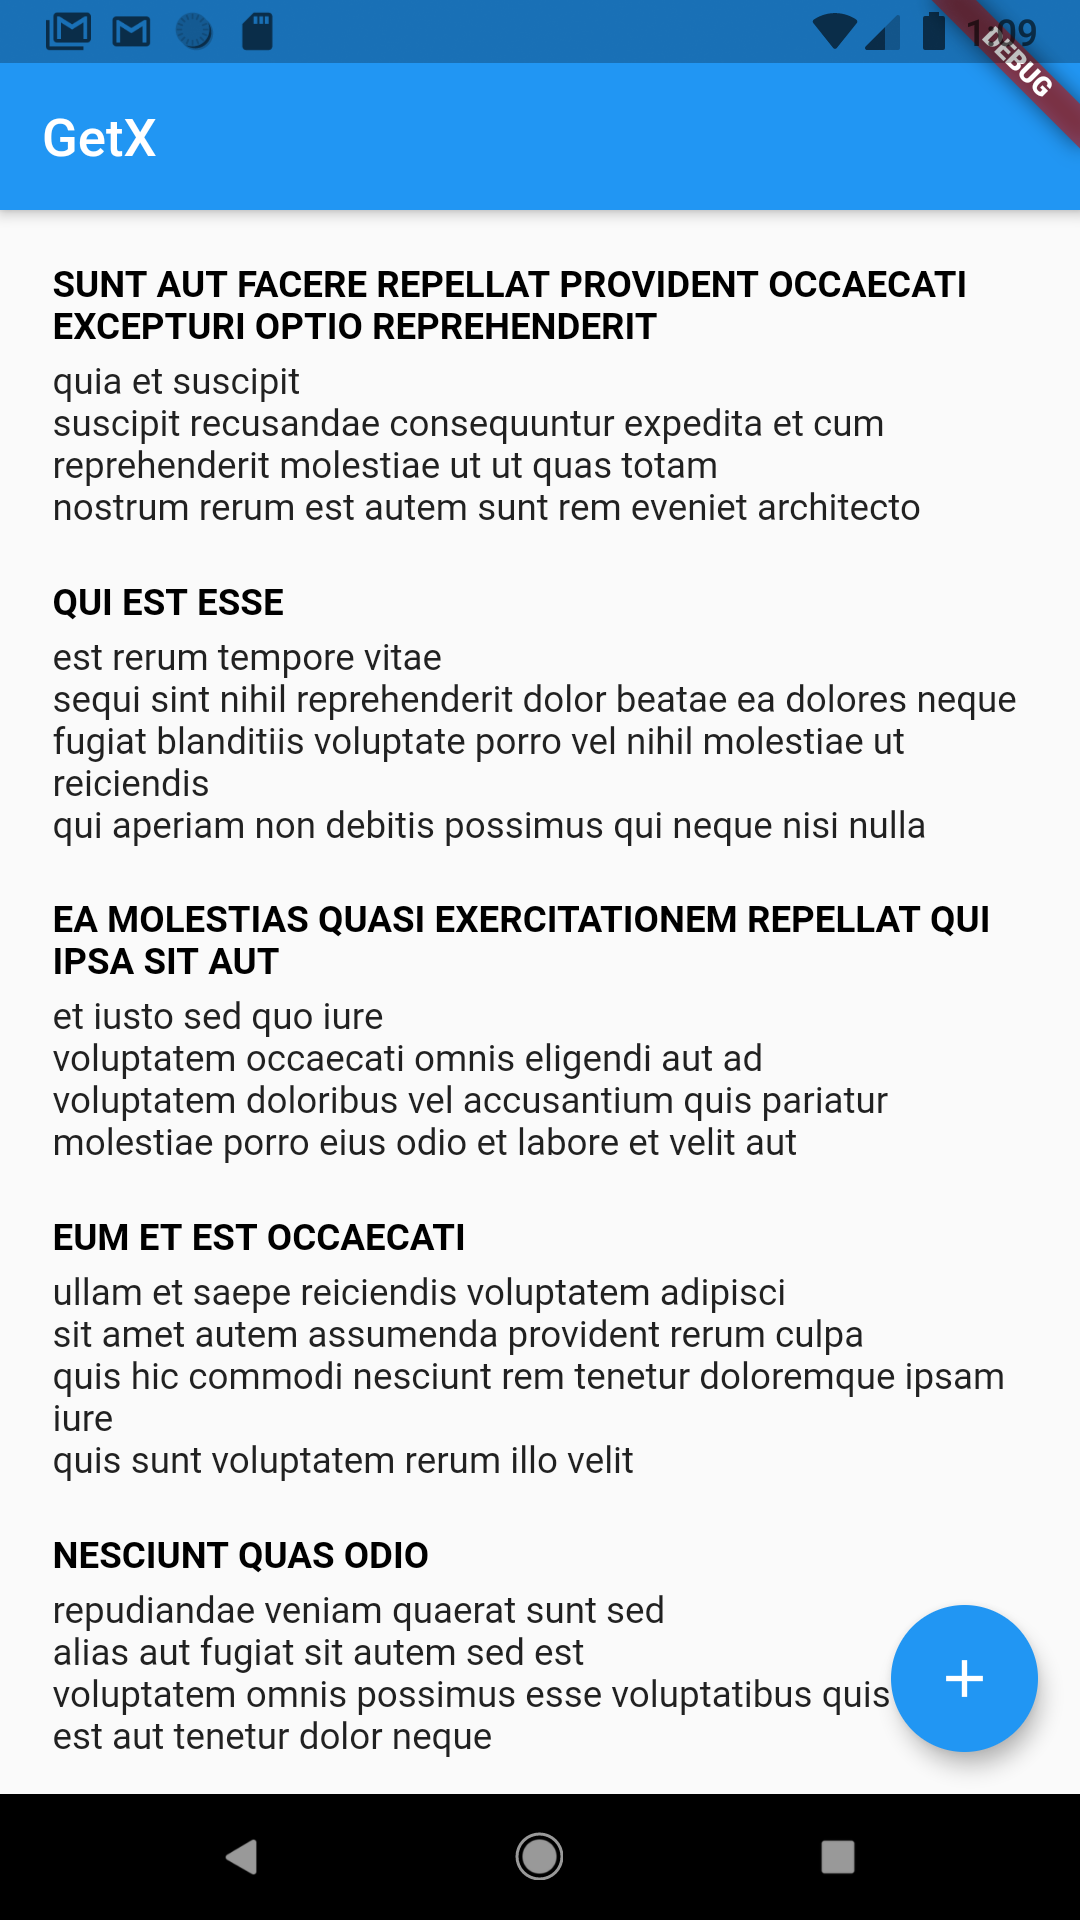 1:09
DEBUG
GetX
SUNT AUT FACERE REPELLAT PROVIDENT OCCAECATI
EXCEPTURI OPTIO REPREHENDERIT
quia et suscipit
suscipit recusandae consequuntur expedita et cum
reprehenderit molestiae ut ut quas totam
nostrum rerum est autem sunt rem eveniet architecto
QUI EST ESSE
est rerum tempore vitae
sequi sint nihil reprehenderit dolor beatae ea dolores neque
fugiat blanditiis voluptate porro vel nihil molestiae ut
reiciendis
qui aperiam non debitis possimus qui neque nisi nulla
EA MOLESTIAS QUASI EXERCITATIONEM REPELLAT QUI
IPSA SIT AUT
et iusto sed quo iure
voluptatem occaecati omnis eligendi aut ad
voluptatem doloribus vel accusantium quis pariatur
molestiae porro eius odio et labore et velit aut
EUM ET EST OCCAECATI
ullam et saepe reiciendis voluptatem adipisci
sit amet autem assumenda provident rerum culpa
quis hic commodi nesciunt rem tenetur doloremque ipsam
iure
quis sunt voluptatem rerum illo velit
NESCIUNT QUAS ODIO
repudiandae veniam quaerat sunt sed
alias aut fugiat sit autem sed est
voluptatem omnis possimus esse voluptatibus quis
est aut tenetur dolor neque